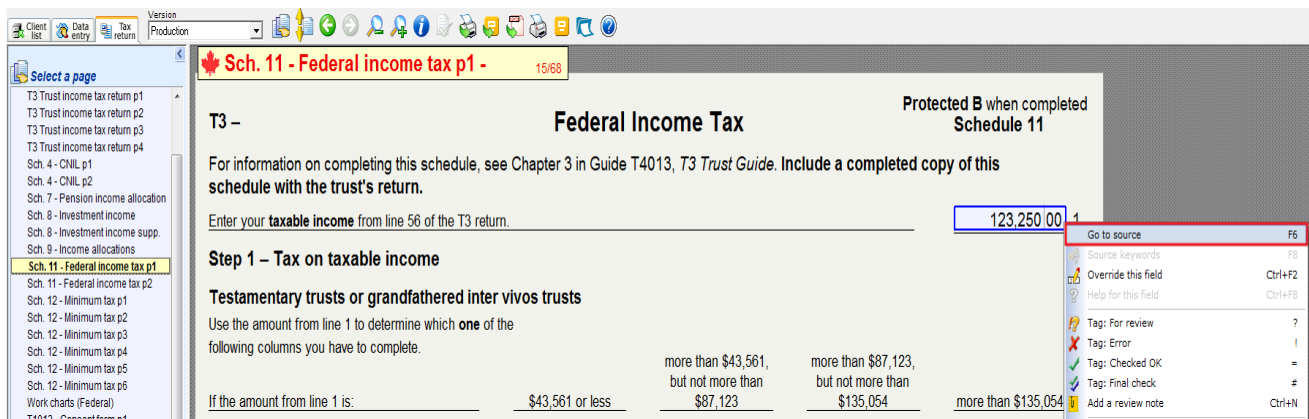 Client list
Data entry
Tax return
Version
Production
Select a page
T3 Trust income tax return p1
T3 Trust income tax return p2
T3 Trust income tax return p3
T3 Trust income tax return p4
Sch. 4 - CNIL p1
Sch. 4 - CNIL p2
Sch. 7 - Pension income allocation
Sch. 8 - Investment income
Sch. 8 - Investment income supp.
Sch. 9 - Income allocations
Sch. 11 - Federal income tax p1
Sch. 11 - Federal income tax p2
Sch. 12 - Minimum tax p1
Sch. 12 - Minimum tax p2
Sch. 12 - Minimum tax p3
Sch. 12 - Minimum tax p4
Sch. 12 - Minimum tax p5
Sch. 12 - Minimum tax p6
Work charts (Federal)
T1013 - Consent form p1
Sch. 11 - Federal income tax p1 - 15/68
Protected B when completed
T3 – Federal Income Tax Schedule 11
For information on completing this schedule, see Chapter 3 in Guide T4013, T3 Trust Guide. Include a completed copy of this
schedule with the trust's return.
Enter your taxable income from line 56 of the T3 return. 123,250 00 1
Step 1 – Tax on taxable income
Testamentary trusts or grandfathered inter vivos trusts
Use the amount from line 1 to determine which one of the
following columns you have to complete.
more than $43,561, more than $87,123,
but not more than but not more than
If the amount from line 1 is: $43,561 or less $87,123 $135,054 more than $135,054
Go to source F6
Source keywords F8
Override this field Ctrl+F2
Help for this field Ctrl+F8
Tag: For review ?
Tag: Error !
Tag: Checked OK =
Tag: Final check #
Add a review note Ctrl+N